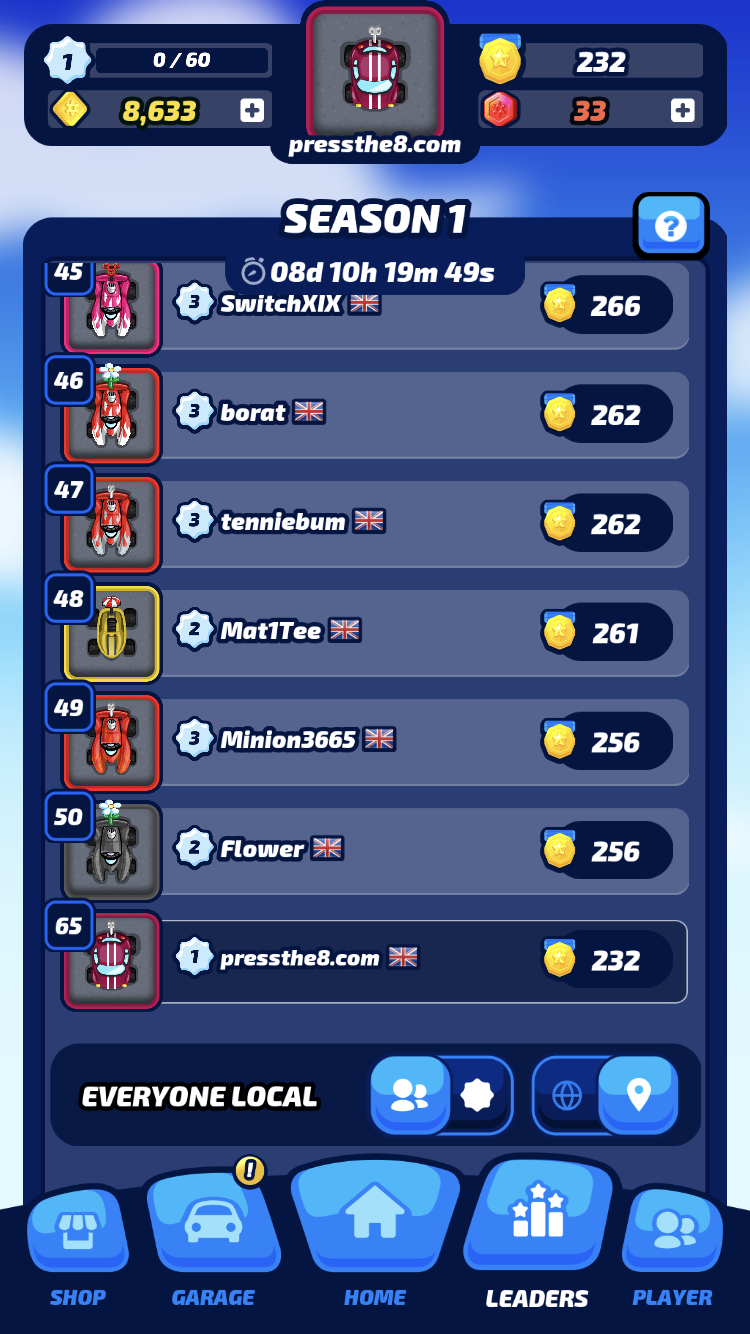 1
0 / 60
232
8,633
33
pressthe8.com
SEASON 1
?
08d 10h 19m 49s
45
3 SwitchXIX
266
46
3 borat
262
47
3 tenniebum
262
48
2 Mat1Tee
261
49
3 Minion3665
256
50
2 Flower
256
65
1 pressthe8.com
232
EVERYONE LOCAL
!
SHOP
GARAGE
HOME
LEADERS
PLAYER